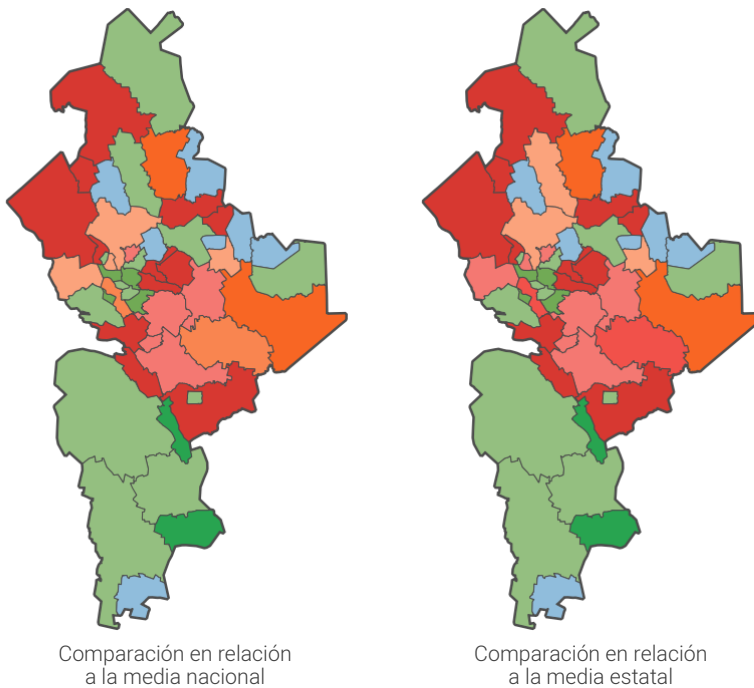 Comparación en relación
a la media nacional
Comparación en relación
a la media estatal